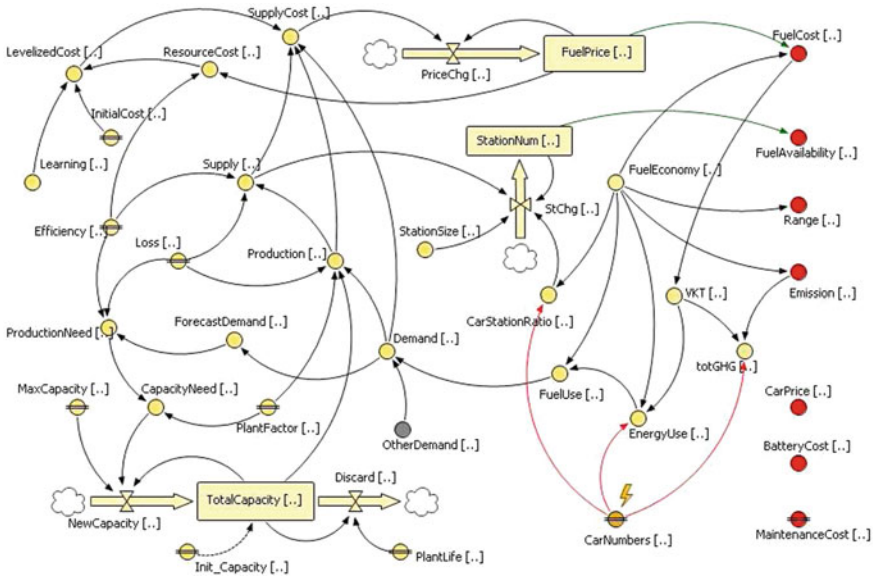 SupplyCost [..]
LevelizedCost [..]
ResourceCost [..]
PriceChg [..]
FuelPrice [..]
FuelCost [..]
InitialCost [..]
StationNum [..]
FuelAvailability [..]
Learning [..]
Supply [..]
FuelEconomy [..]
StChg [..]
Range [..]
Efficiency [..]
StationSize [..]
Loss [..]
Production [..]
VKT [..]
Emission [..]
CarStationRatio [..]
ProductionNeed [..]
ForecastDemand [..]
Demand [..]
totGHG [..]
FuelUse [..]
MaxCapacity [..]
CapacityNeed [..]
CarPrice [..]
PlantFactor [..]
OtherDemand [..]
EnergyUse [..]
BatteryCost [..]
Discard [..]
TotalCapacity [..]
NewCapacity [..]
CarNumbers [..]
MaintenanceCost [..]
Init_Capacity [..]
PlantLife [..]